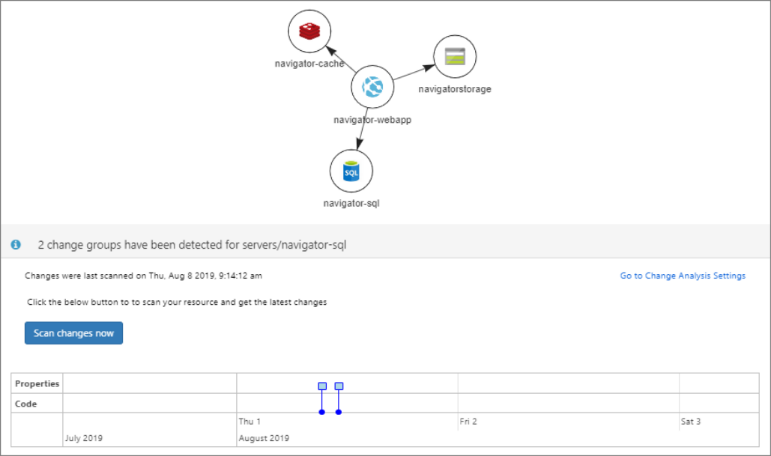 navigator-cache
navigatorstorage
navigator-webapp
SQL
navigator-sql
2 change groups have been detected for servers/navigator-sql
Changes were last scanned on Thu, Aug 8 2019, 9:14:12 am
Go to Change Analysis Settings
Click the below button to to scan your resource and get the latest changes
Scan changes now
Properties
Code
Thu 1 Fri 2 Sat 3
July 2019 August 2019